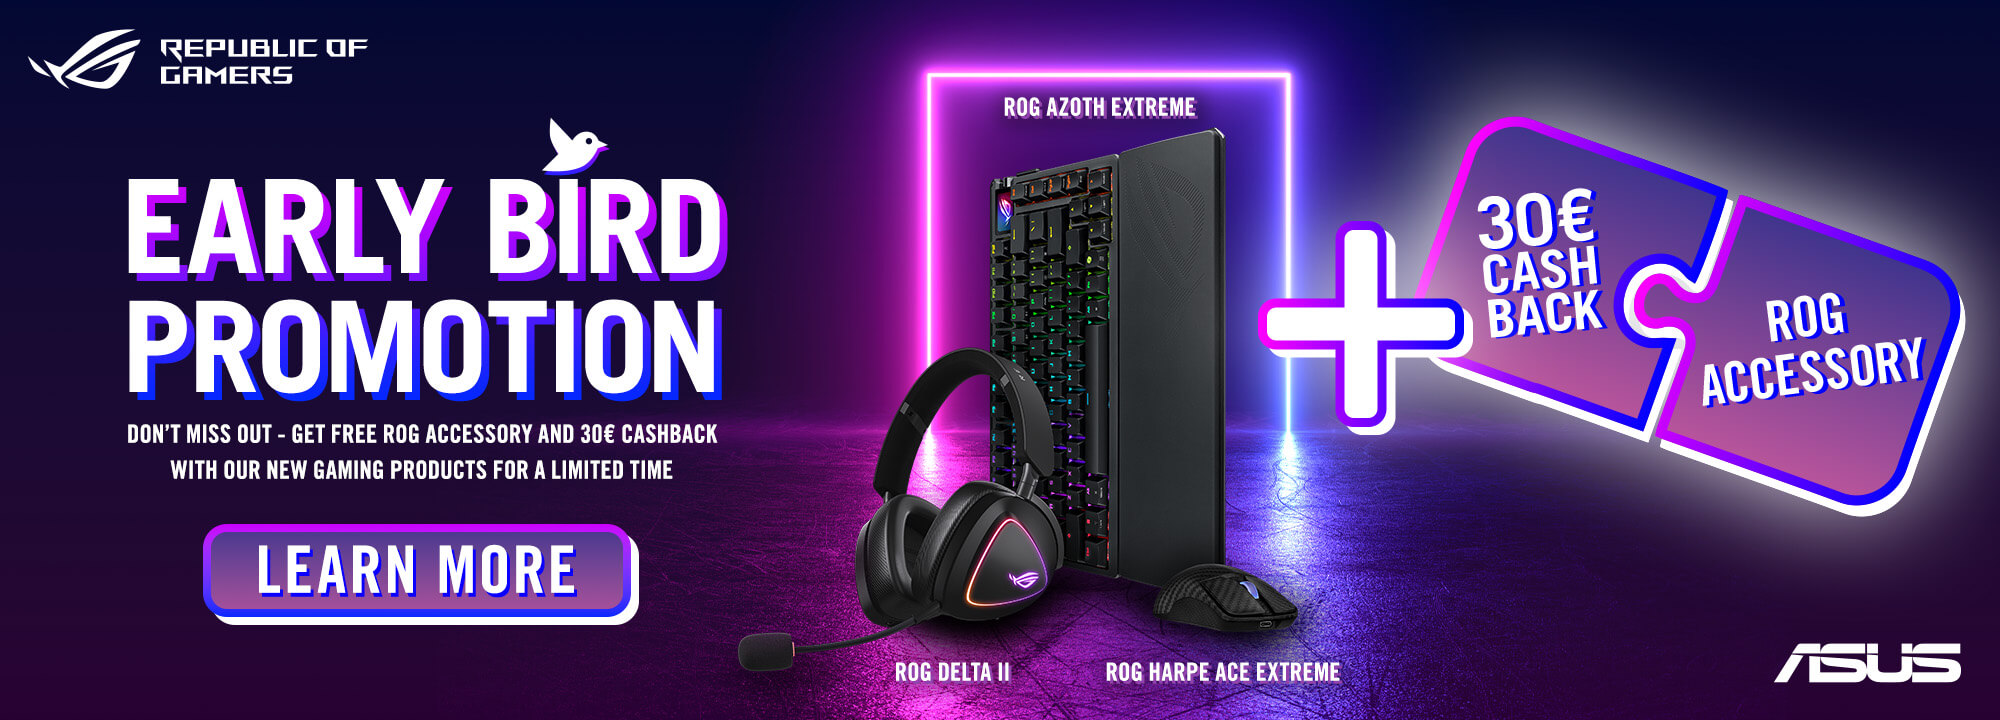 REPUBLIC OF
GAMERS
EARLY BIRD
PROMOTION
DON'T MISS OUT - GET FREE ROG ACCESSORY AND 30€ CASHBACK
WITH OUR NEW GAMING PRODUCTS FOR A LIMITED TIME
LEARN MORE
ROG AZOTH EXTREME
ROG DELTA II
ROG HARPE ACE EXTREME
30€
CASH
BACK
ROG
ACCESSORY
ASUS